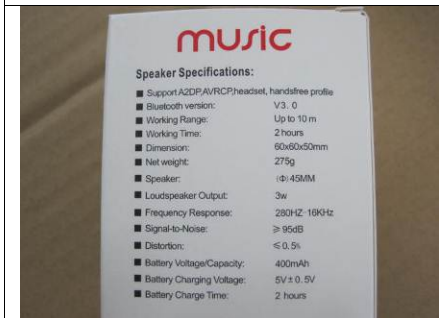 music
Speaker Specifications:
■ Support A2DP,AVRCP,headset, handsfree profile
■ Bluetooth version: V3. 0
■ Working Range: Up to 10 m
■ Working Time: 2 hours
■ Dimension: 60x60x50mm
■ Net weight: 275g
■ Speaker: (Φ) 45MM
■ Loudspeaker Output: 3w
■ Frequency Response: 280HZ-16KHz
■ Signal-to-Noise: ≥ 95dB
■ Distortion: ≤ 0. 5%
■ Battery Voltage/Capacity: 400mAh
■ Battery Charging Voltage: 5V ± 0. 5V
■ Battery Charge Time: 2 hours